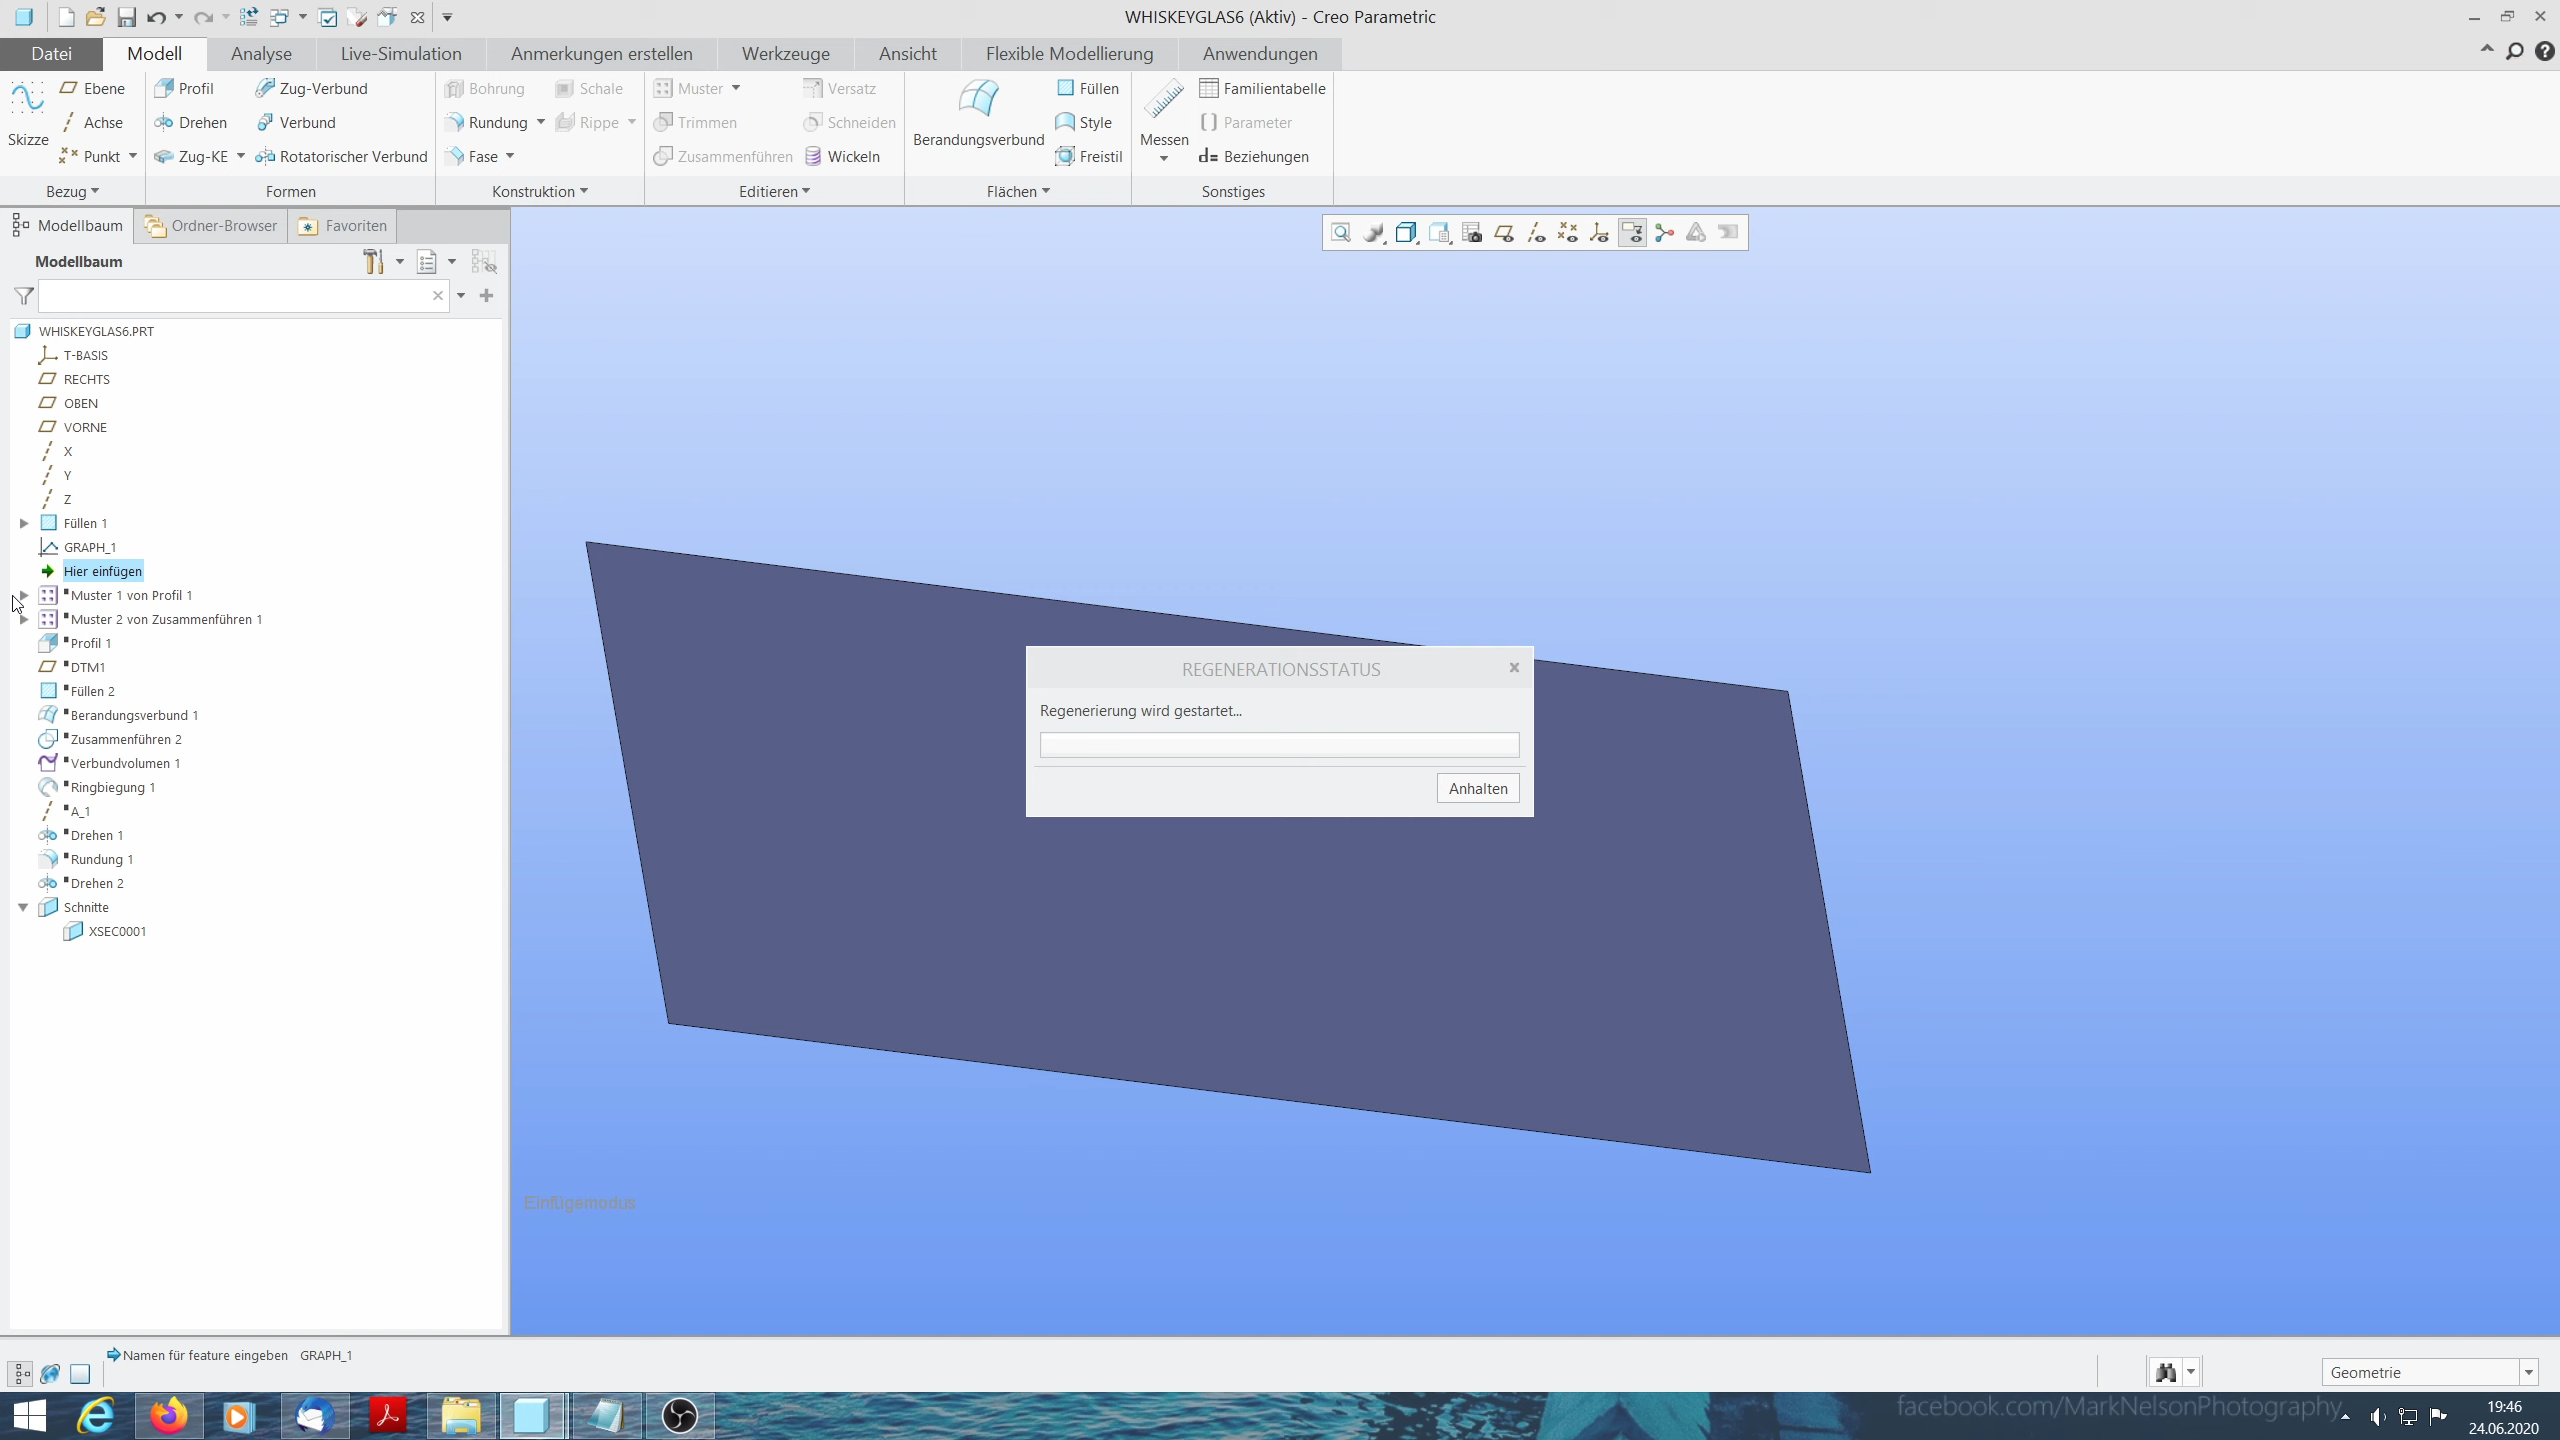 WHISKEYGLAS6 (Aktiv) - Creo Parametric
Datei Modell Analyse Live-Simulation Anmerkungen erstellen Werkzeuge Ansicht Flexible Modellierung Anwendungen
Ebene Profil Zug-Verbund Bohrung Schale Muster Versatz Füllen Familientabelle
Achse Drehen Verbund Rundung Rippe Trimmen Schneiden Style Parameter
Skizze Berandungsverbund Messen
Punkt Zug-KE Rotatorischer Verbund Fase Zusammenführen Wickeln Freistil d= Beziehungen
Bezug Formen Konstruktion Editieren Flächen Sonstiges
Modellbaum Ordner-Browser Favoriten
Modellbaum
WHISKEYGLAS6.PRT
T-BASIS
RECHTS
OBEN
VORNE
X
Y
Z
Füllen 1
GRAPH_1
Hier einfügen
Muster 1 von Profil 1
Muster 2 von Zusammenführen 1
Profil 1
DTM1
Füllen 2
Berandungsverbund 1
Zusammenführen 2
Verbundvolumen 1
Ringbiegung 1
A_1
Drehen 1
Rundung 1
Drehen 2
Schnitte
XSEC0001
REGENERATIONSSTATUS
Regenerierung wird gestartet...
Anhalten
Einfügemodus
Namen für feature eingeben GRAPH_1
Geometrie
facebook.com/MarkNelsonPhotography
19:46
24.06.2020